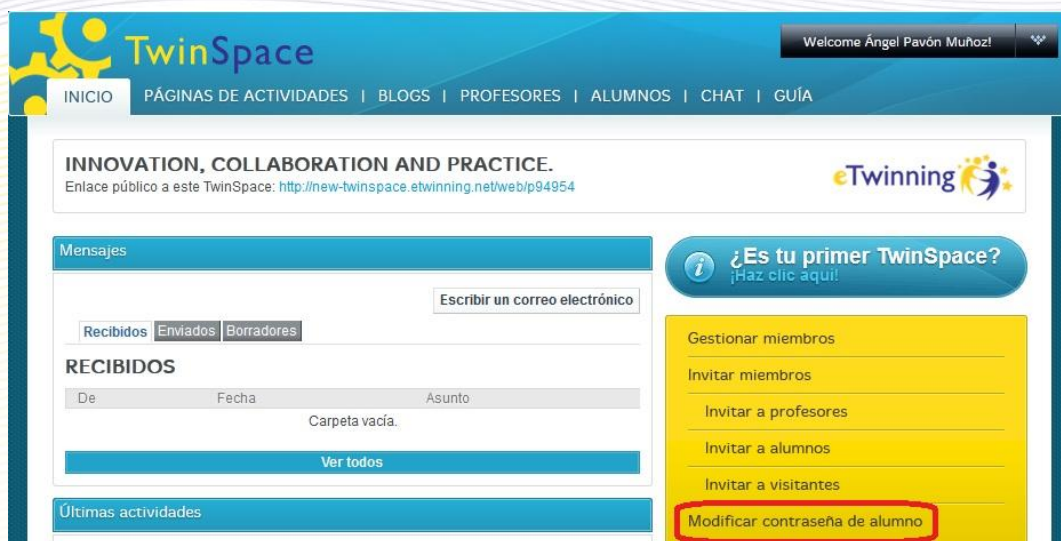 TwinSpace
Welcome Ángel Pavón Muñoz!
INICIO PÁGINAS DE ACTIVIDADES | BLOGS | PROFESORES | ALUMNOS | CHAT | GUÍA
INNOVATION, COLLABORATION AND PRACTICE.
Enlace público a este TwinSpace: http://new-twinspace.etwinning.net/web/p94954
eTwinning
Mensajes
Escribir un correo electrónico
Recibidos Enviados Borradores
RECIBIDOS
De Fecha Asunto
Carpeta vacía.
Ver todos
Últimas actividades
¿Es tu primer TwinSpace?
¡Haz clic aquí!
Gestionar miembros
Invitar miembros
Invitar a profesores
Invitar a alumnos
Invitar a visitantes
Modificar contraseña de alumno